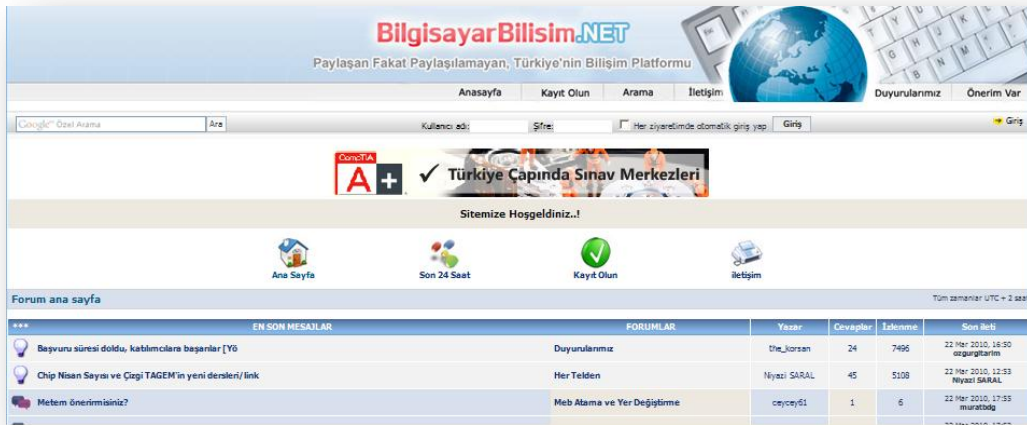 BilgisayarBilisim.NET
Paylaşan Fakat Paylaşılamayan, Türkiye'nin Bilişim Platformu
Anasayfa Kayıt Olun Arama İletişim Duyurularımız Önerim Var
Google™ Özel Arama Ara Kullanıcı adı: Şifre: Her ziyaretimde otomatik giriş yap Giriş Giriş
CompTIA
A+ ✓ Türkiye Çapında Sınav Merkezleri
Sitemize Hoşgeldiniz..!
Ana Sayfa Son 24 Saat Kayıt Olun iletişim
Forum ana sayfa Tüm zamanlar UTC + 2 saat
*** EN SON MESAJLAR FORUMLAR Yazar Cevaplar İzlenme Son ileti
Başvuru süresi doldu, katılımcılara başarılar [Yö Duyurularımız the_korsan 24 7496 22 Mar 2010, 16:50
ozgurgitarim
Chip Nisan Sayısı ve Çizgi TAGEM'in yeni dersleri/link Her Telden Niyazi SARAL 45 5108 22 Mar 2010, 12:53
Niyazi SARAL
Metem önerirmisiniz? Meb Atama ve Yer Değiştirme ceycey61 1 6 22 Mar 2010, 17:55
muratbdg